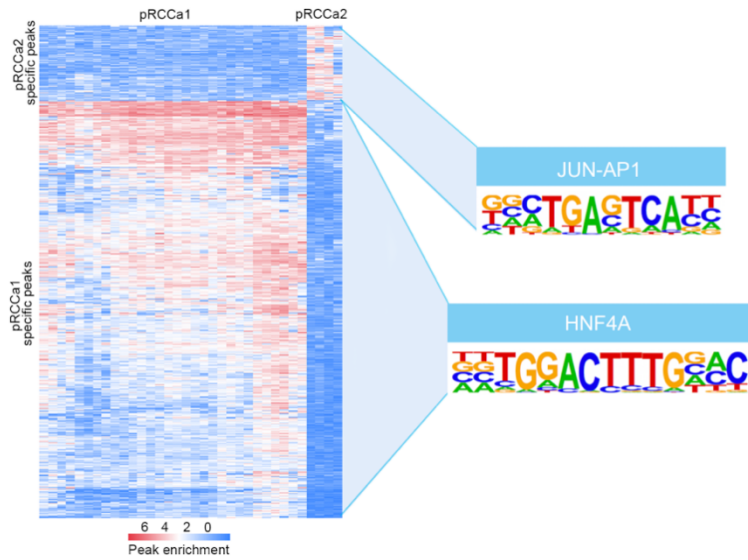 pRCCa1
pRCCa2
pRCCa2
specific peaks
pRCCa1
specific peaks
JUN-AP1
HNF4A
6 4 2 0
Peak enrichment